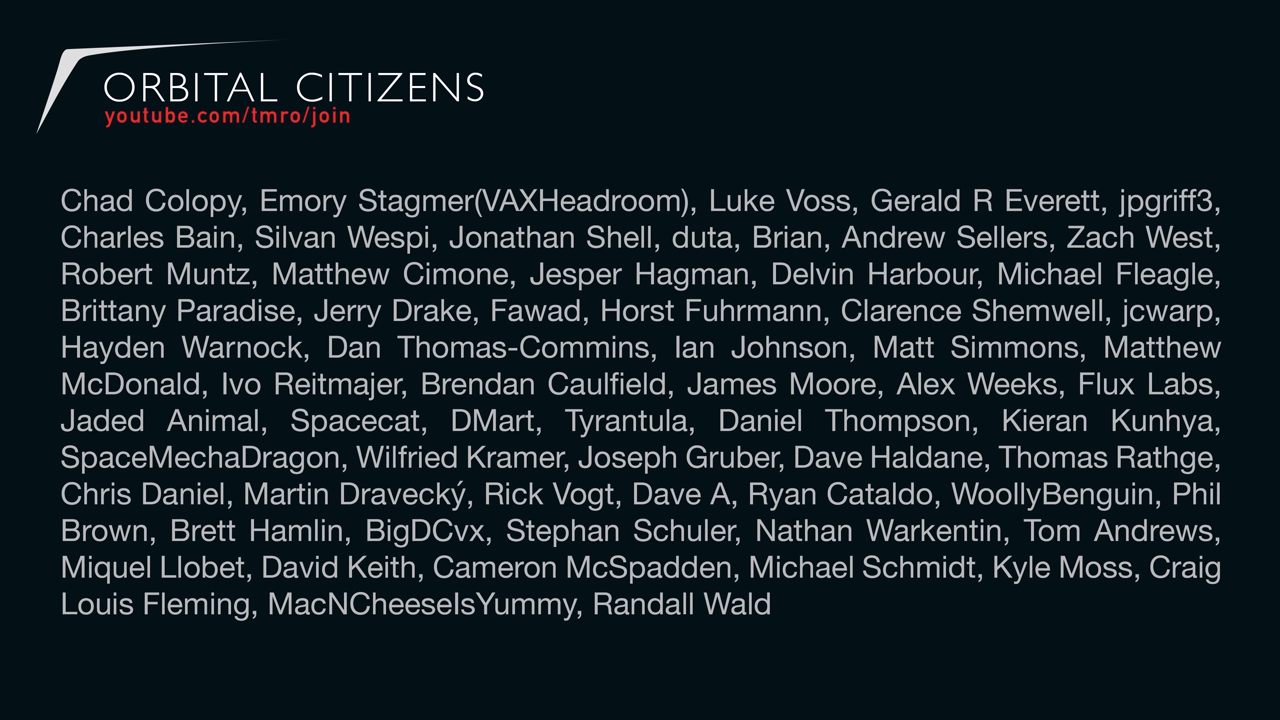 ORBITAL CITIZENS
youtube.com/tmro/join
Chad Colopy, Emory Stagmer(VAXHeadroom), Luke Voss, Gerald R Everett, jpgriff3,
Charles Bain, Silvan Wespi, Jonathan Shell, duta, Brian, Andrew Sellers, Zach West,
Robert Muntz, Matthew Cimone, Jesper Hagman, Delvin Harbour, Michael Fleagle,
Brittany Paradise, Jerry Drake, Fawad, Horst Fuhrmann, Clarence Shemwell, jcwarp,
Hayden Warnock, Dan Thomas-Commins, Ian Johnson, Matt Simmons, Matthew
McDonald, Ivo Reitmajer, Brendan Caulfield, James Moore, Alex Weeks, Flux Labs,
Jaded Animal, Spacecat, DMart, Tyrantula, Daniel Thompson, Kieran Kunhya,
SpaceMechaDragon, Wilfried Kramer, Joseph Gruber, Dave Haldane, Thomas Rathge,
Chris Daniel, Martin Dravecký, Rick Vogt, Dave A, Ryan Cataldo, WoollyBenguin, Phil
Brown, Brett Hamlin, BigDCvx, Stephan Schuler, Nathan Warkentin, Tom Andrews,
Miquel Llobet, David Keith, Cameron McSpadden, Michael Schmidt, Kyle Moss, Craig
Louis Fleming, MacNCheeseIsYummy, Randall Wald